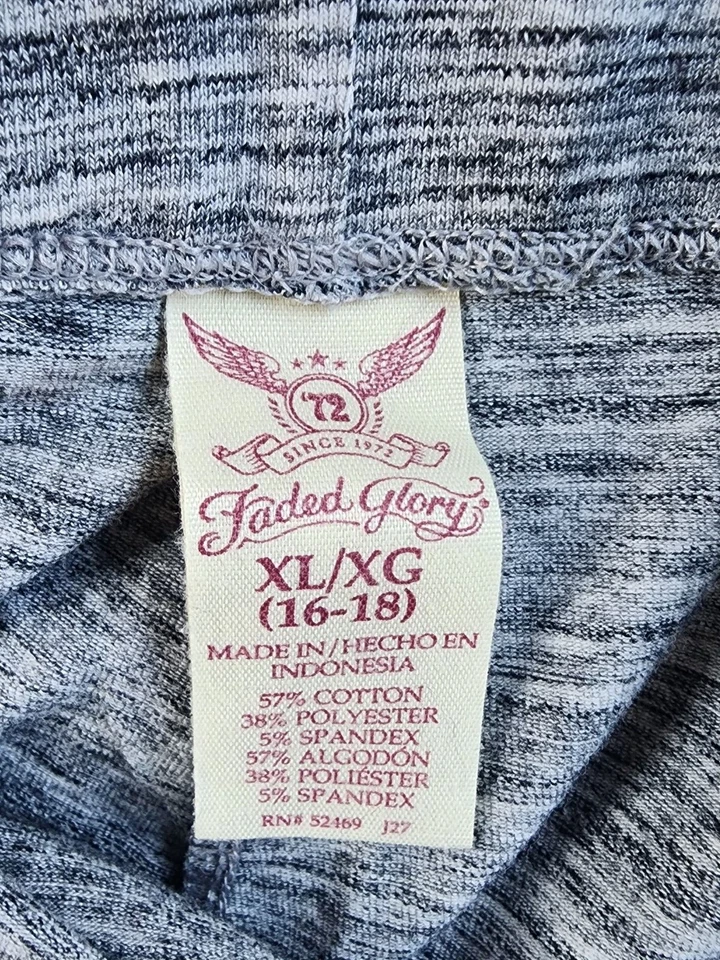 '72
SINCE 1972
Faded Glory
XL/XG
(16-18)
MADE IN/HECHO EN
INDONESIA
57% COTTON
38% POLYESTER
5% SPANDEX
57% ALGODÓN
38% POLIÉSTER
5% SPANDEX
RN# 52469 J27